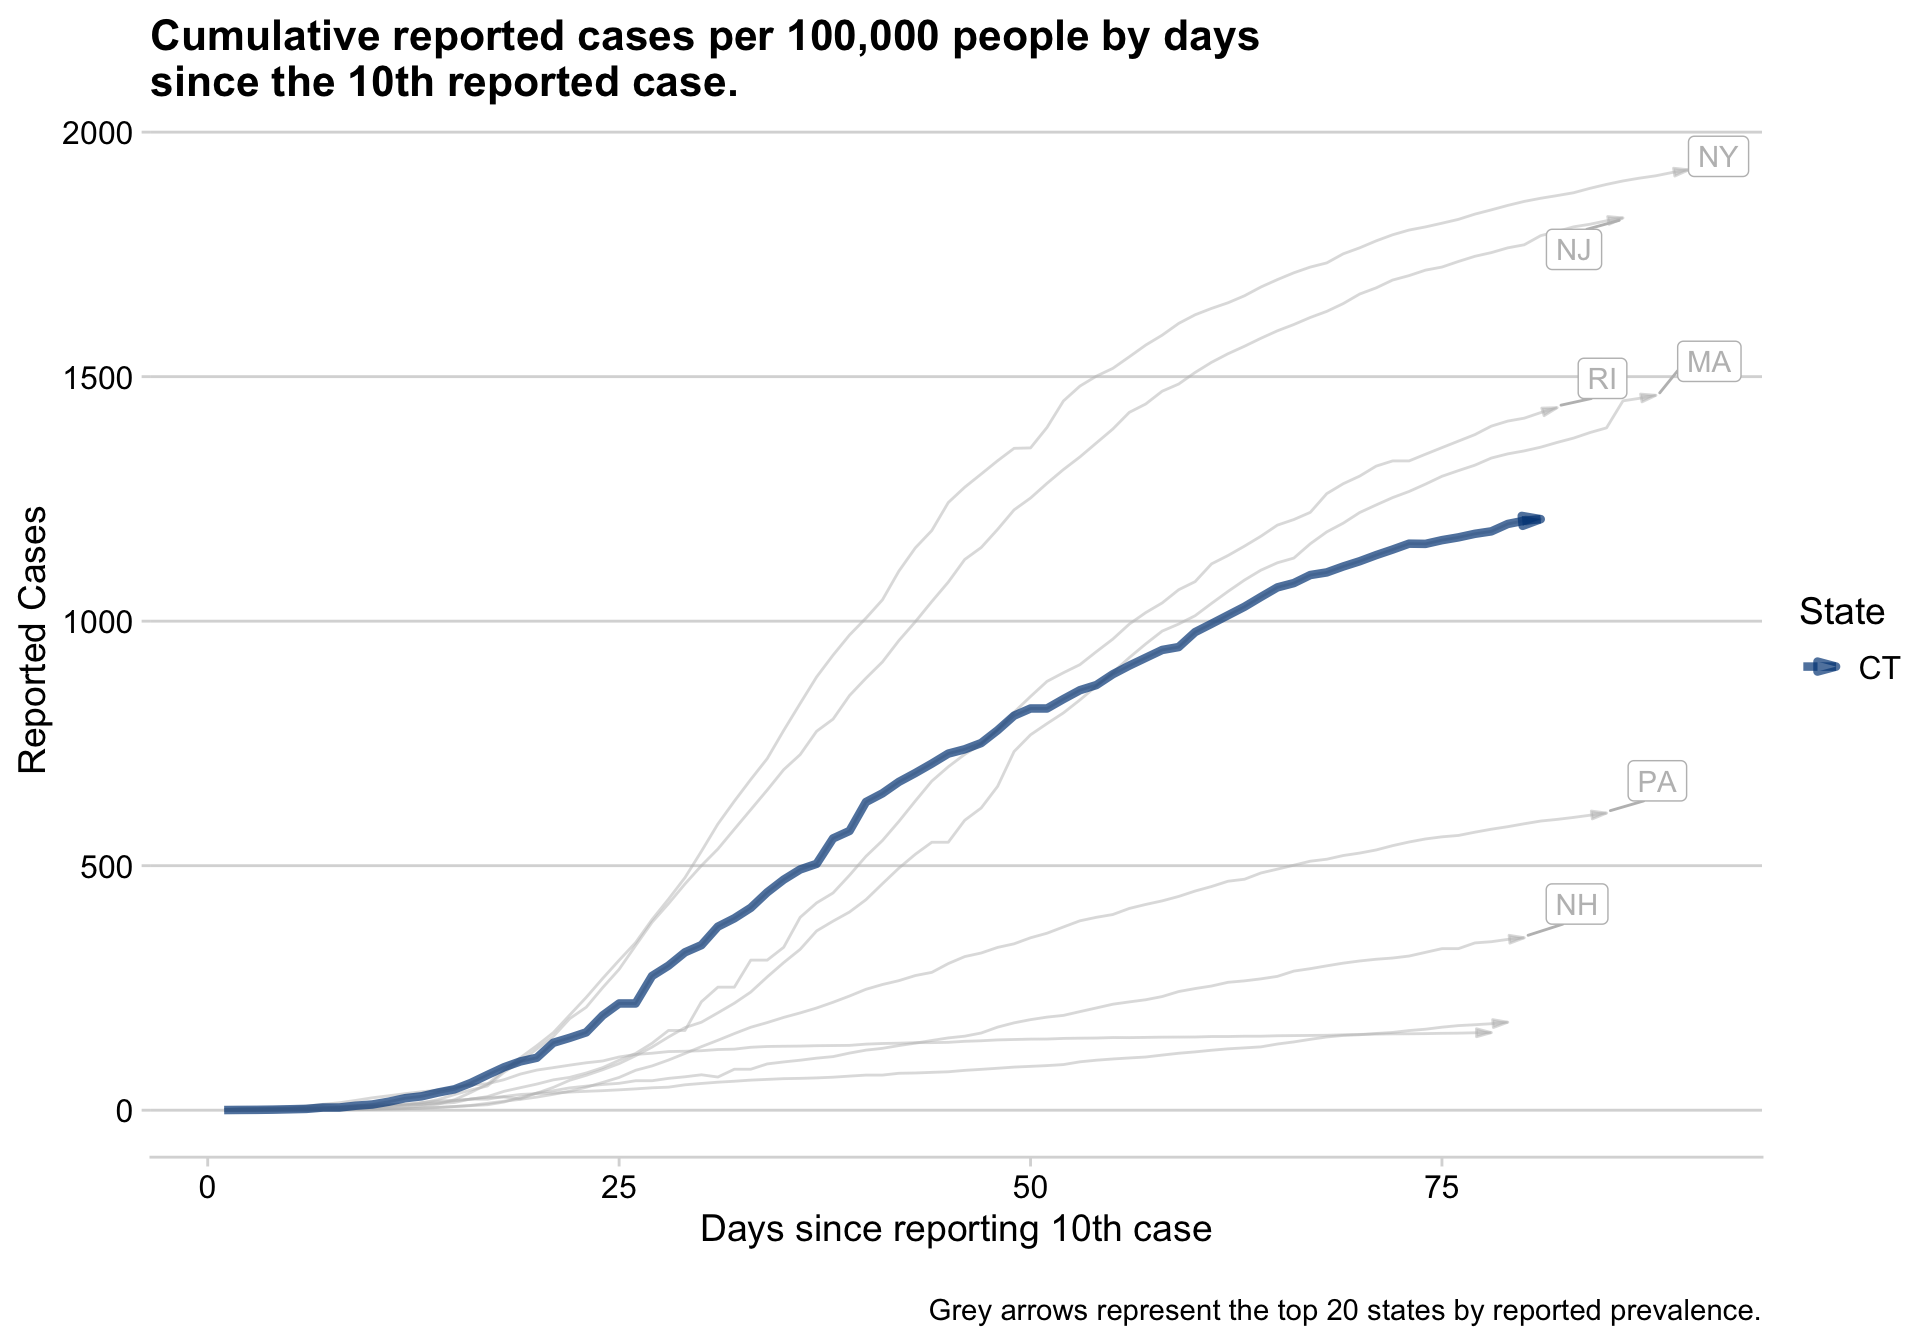 Cumulative reported cases per 100,000 people by days
since the 10th reported case.
2000
1500
1000
500
0
Reported Cases
NY
NJ
MA
RI
PA
NH
State
CT
0
25
50
75
Days since reporting 10th case
Grey arrows represent the top 20 states by reported prevalence.